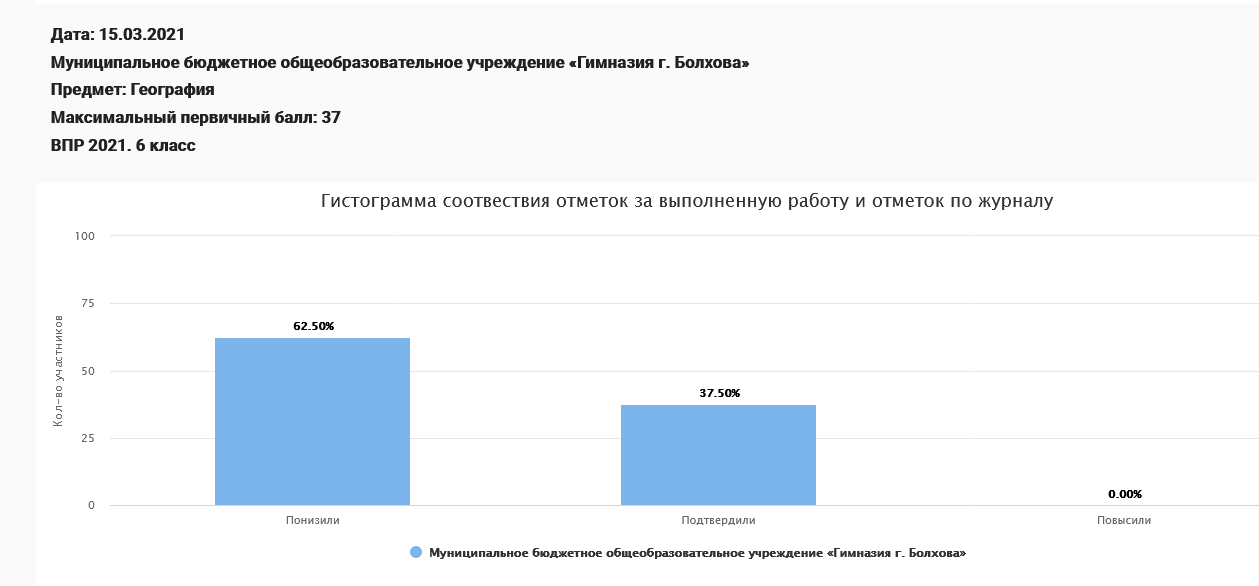 Дата: 15.03.2021
Муниципальное бюджетное общеобразовательное учреждение «Гимназия г. Болхова»
Предмет: География
Максимальный первичный балл: 37
ВПР 2021. 6 класс
Гистограмма соотвествия отметок за выполненную работу и отметок по журналу
100
75
50
25
0
Кол-во участников
62.50%
37.50%
0.00%
Понизили
Подтвердили
Повысили
Муниципальное бюджетное общеобразовательное учреждение «Гимназия г. Болхова»